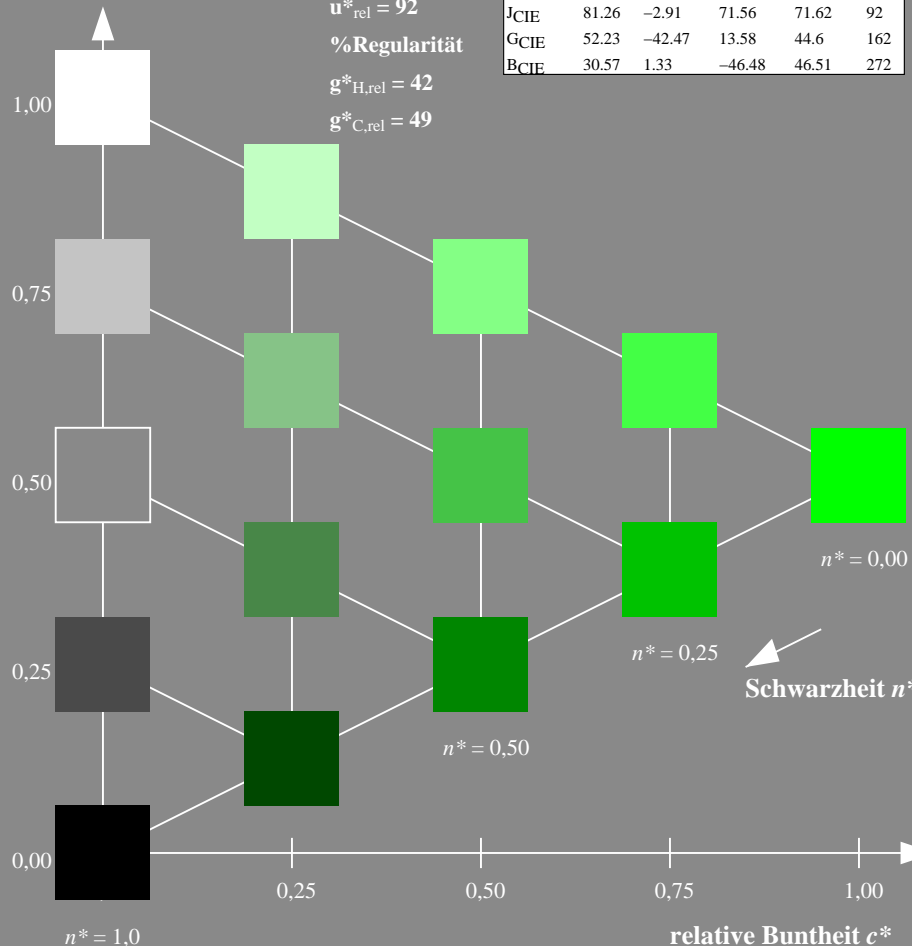 u*rel = 92
%Regularität
g*H,rel = 42
g*C,rel = 49
JCIE 81.26 −2.91 71.56 71.62 92
GCIE 52.23 −42.47 13.58 44.6 162
BCIE 30.57 1.33 −46.48 46.51 272
1,00
0,75
0,50
0,25
0,00
n* = 0,00
n* = 0,25
Schwarzheit n*
n* = 0,50
0,25 0,50 0,75 1,00
n* = 1,0
relative Buntheit c*